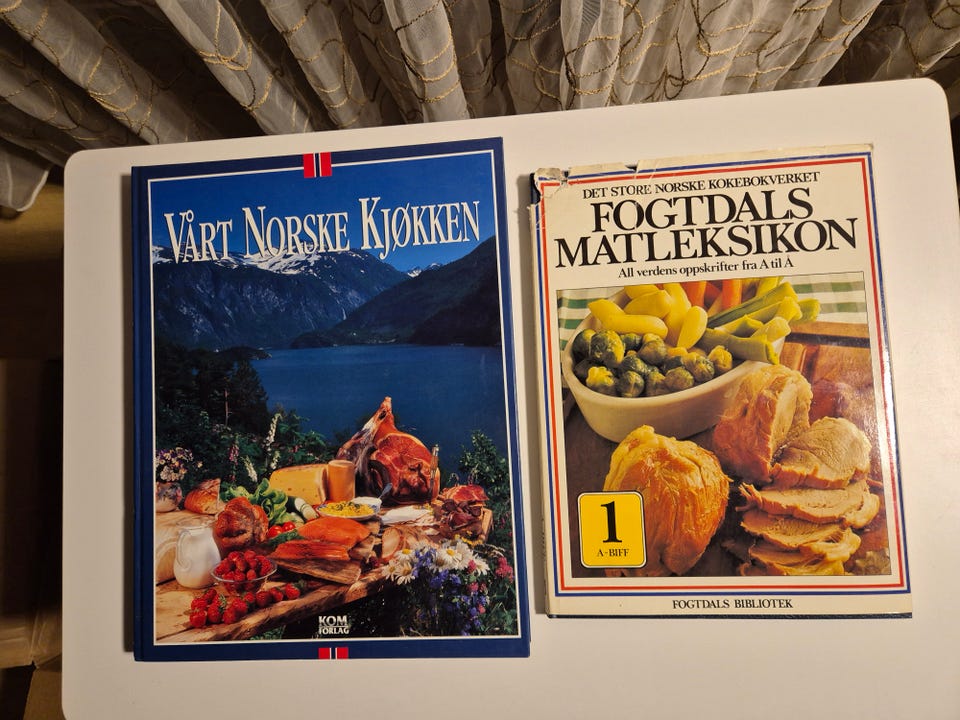 VÅRT NORSKE KJØKKEN
KOM
FORLAG
DET STORE NORSKE KOKEBOKVERKET
FOGTDALS
MATLEKSIKON
All verdens oppskrifter fra A til Å
1
A-BIFF
FOGTDALS BIBLIOTEK